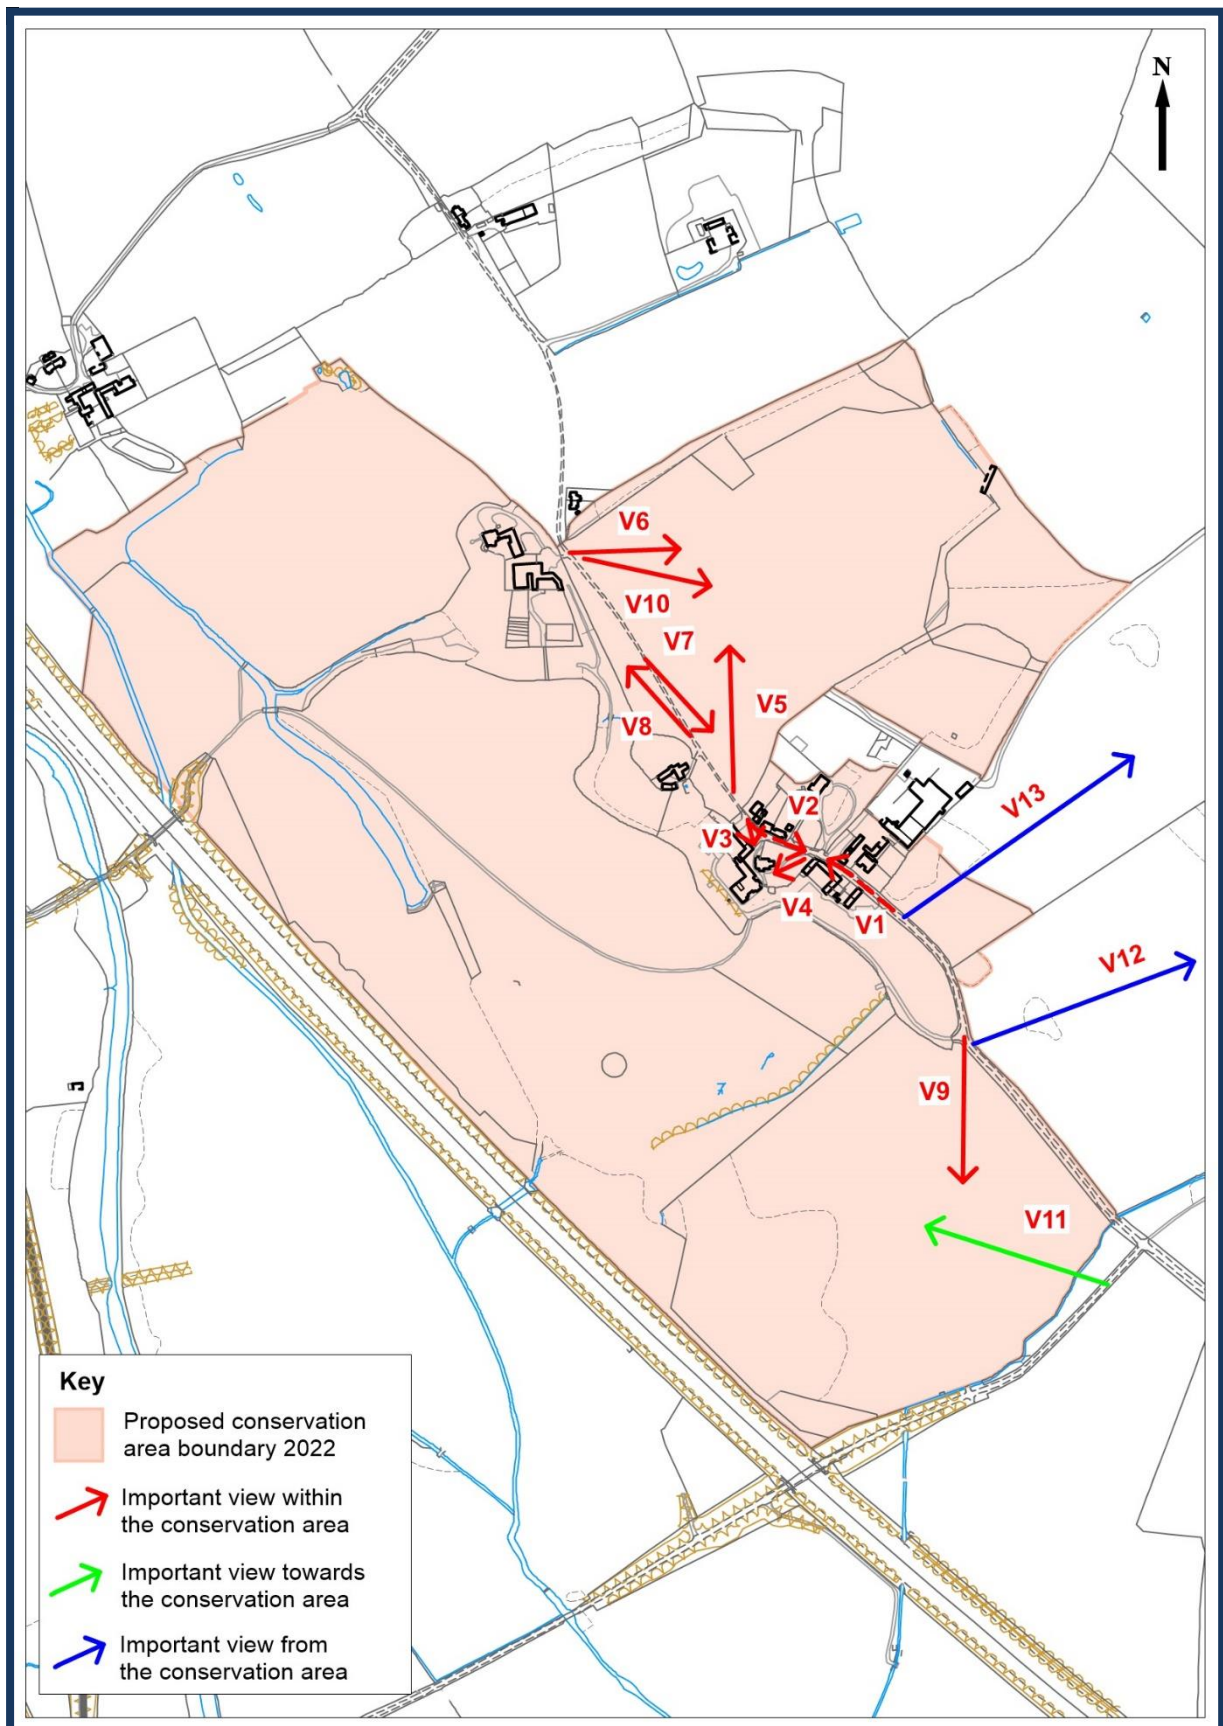 N
V6
V10
V7
V5
V8
V2
V13
V3
V4
V1
V12
V9
V11
Key
Proposed conservation
area boundary 2022
Important view within
the conservation area
Important view towards
the conservation area
Important view from
the conservation area